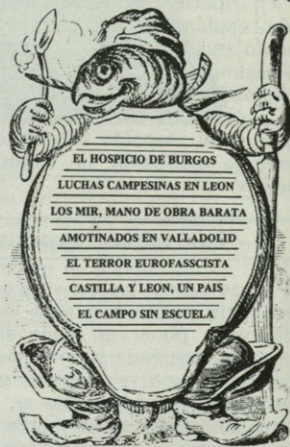 EL HOSPICIO DE BURGOS
LUCHAS CAMPESINAS EN LEON
LOS MIR, MANO DE OBRA BARATA
AMOTINADOS EN VALLADOLID
EL TERROR EUROFASSCISTA
CASTILLA Y LEON, UN PAIS
EL CAMPO SIN ESCUELA